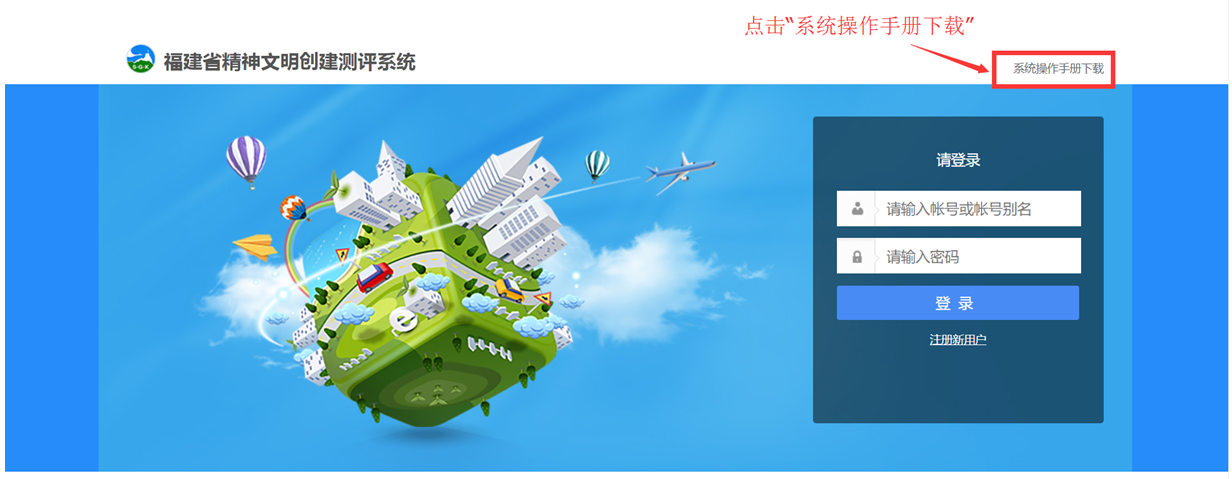 点击“系统操作手册下载”
S·G·K
福建省精神文明创建测评系统
系统操作手册下载
请登录
请输入帐号或帐号别名
请输入密码
登 录
注册新用户